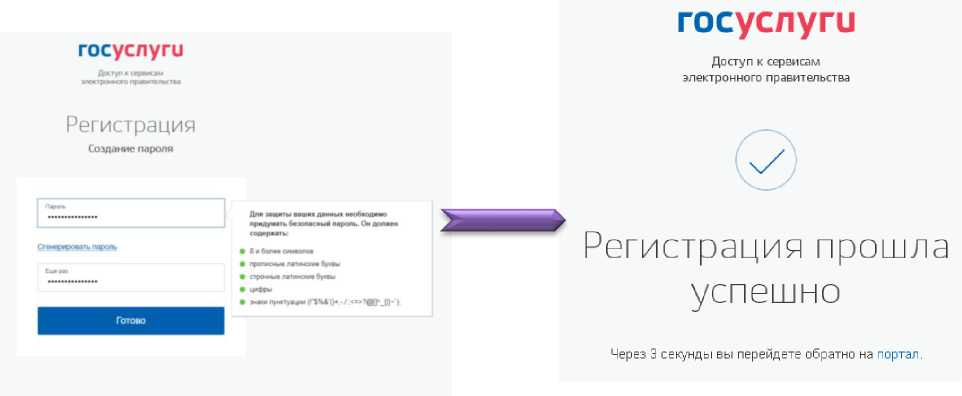 госуслуги
Доступ к сервисам
электронного правительства
Регистрация
Создание пароля
Пароль
•••••••••••••••
Сгенерировать пароль
Еще раз
•••••••••••••••
Готово
Для защиты ваших данных необходимо
придумать безопасный пароль. Он должен
содержать:
8 и более символов
прописные латинские буквы
строчные латинские буквы
цифры
знаки пунктуации
госуслуги
Доступ к сервисам
электронного правительства
Регистрация прошла
успешно
Через 3 секунды вы перейдете обратно на портал.